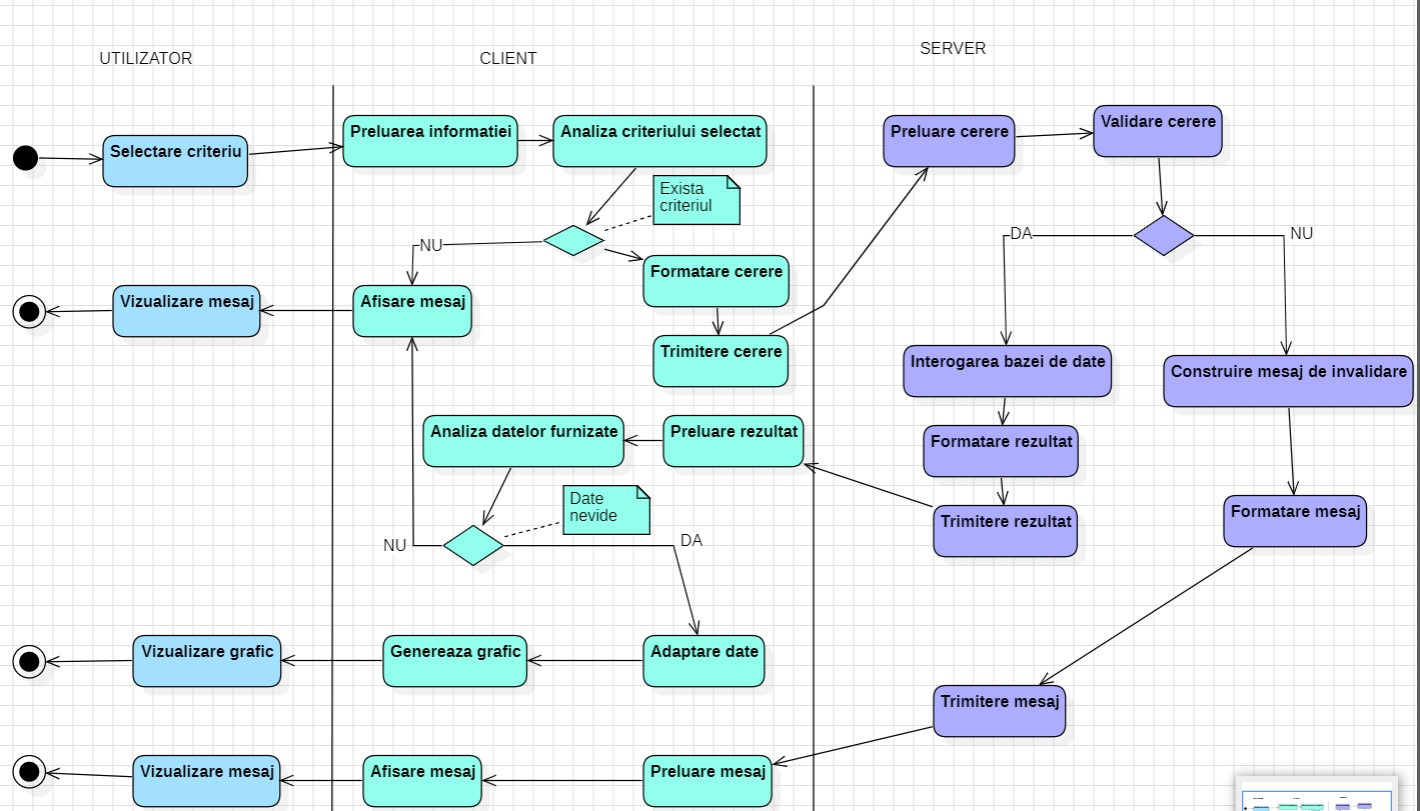 UTILIZATOR
CLIENT
SERVER
Selectare criteriu
Preluarea informatiei
Analiza criteriului selectat
Preluare cerere
Validare cerere
Exista
criteriul
NU
DA
NU
Formatare cerere
Vizualizare mesaj
Afisare mesaj
Trimitere cerere
Interogarea bazei de date
Construire mesaj de invalidare
Analiza datelor furnizate
Preluare rezultat
Formatare rezultat
Date
nevide
Trimitere rezultat
Formatare mesaj
NU
DA
Vizualizare grafic
Genereaza grafic
Adaptare date
Trimitere mesaj
Vizualizare mesaj
Afisare mesaj
Preluare mesaj